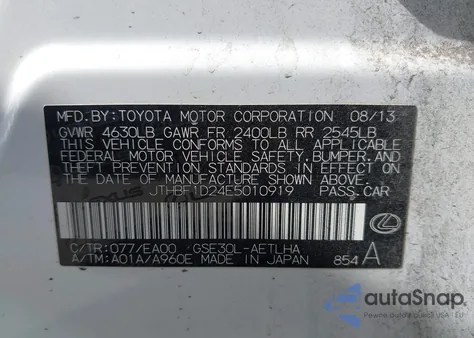 MFD.BY:TOYOTA MOTOR CORPORATION 08/13
GVWR 4630LB GAWR FR 2400LB RR 2545LB
THIS VEHICLE CONFORMS TO ALL APPLICABLE
FEDERAL MOTOR VEHICLE SAFETY, BUMPER, AND
THEFT PREVENTION STANDARDS IN EFFECT ON
THE DATE OF MANUFACTURE SHOWN ABOVE.
JTHBF1D24E5010919 PASS.CAR
C/TR:077/EA00 GSE30L-AETLHA
A/TM:A01A/A960E MADE IN JAPAN 854 A
autoSnap